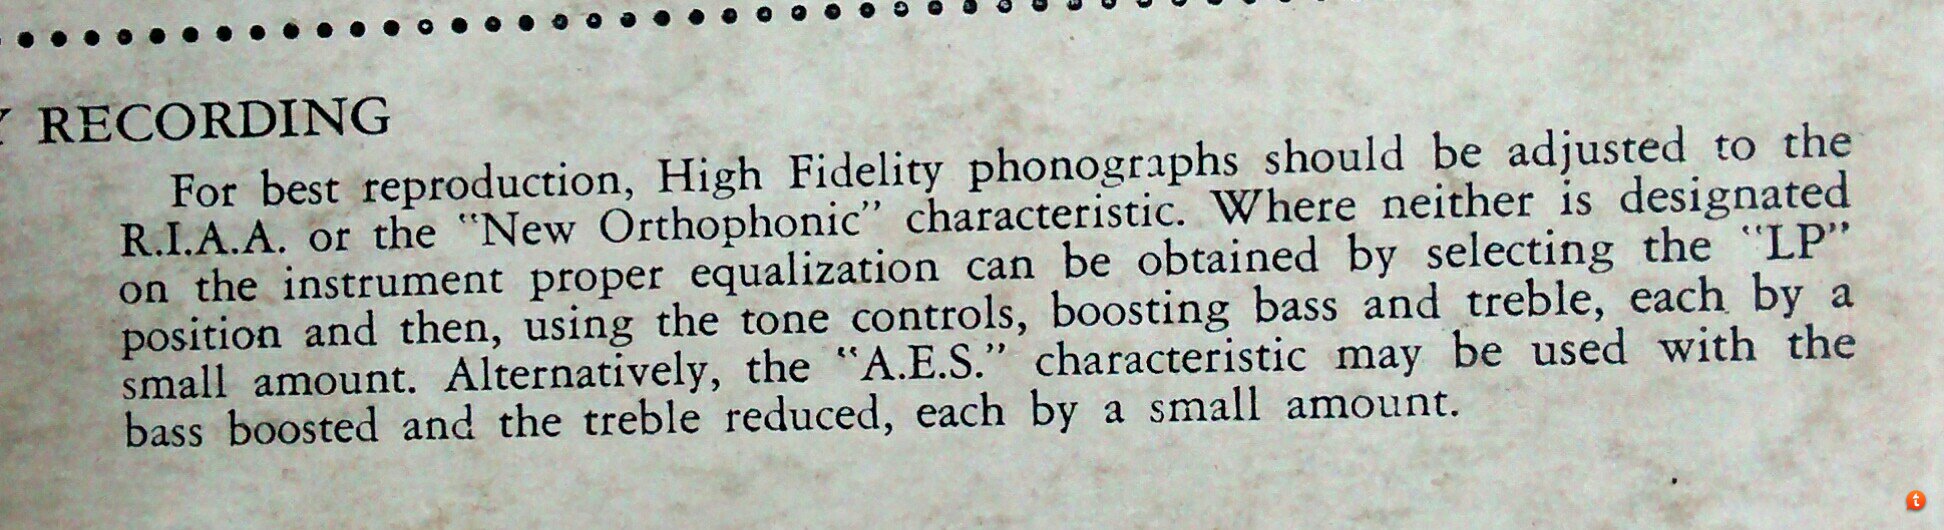 RECORDING
For best reproduction, High Fidelity phonographs should be adjusted to the
R.I.A.A. or the "New Orthophonic" characteristic. Where neither is designated
on the instrument proper equalization can be obtained by selecting the "LP"
position and then, using the tone controls, boosting bass and treble, each by a
small amount. Alternatively, the "A.E.S." characteristic may be used with the
bass boosted and the treble reduced, each by a small amount.
t